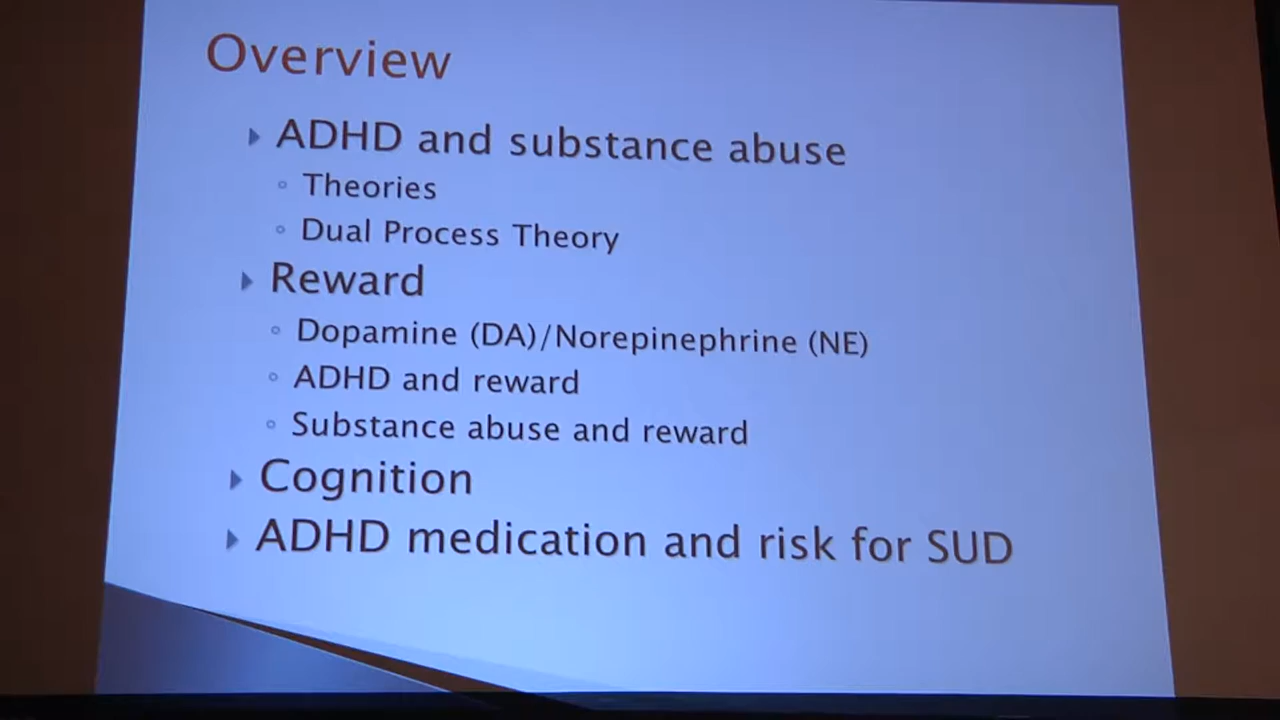 Overview
ADHD and substance abuse
Theories
Dual Process Theory
Reward
Dopamine (DA)/Norepinephrine (NE)
ADHD and reward
Substance abuse and reward
Cognition
ADHD medication and risk for SUD